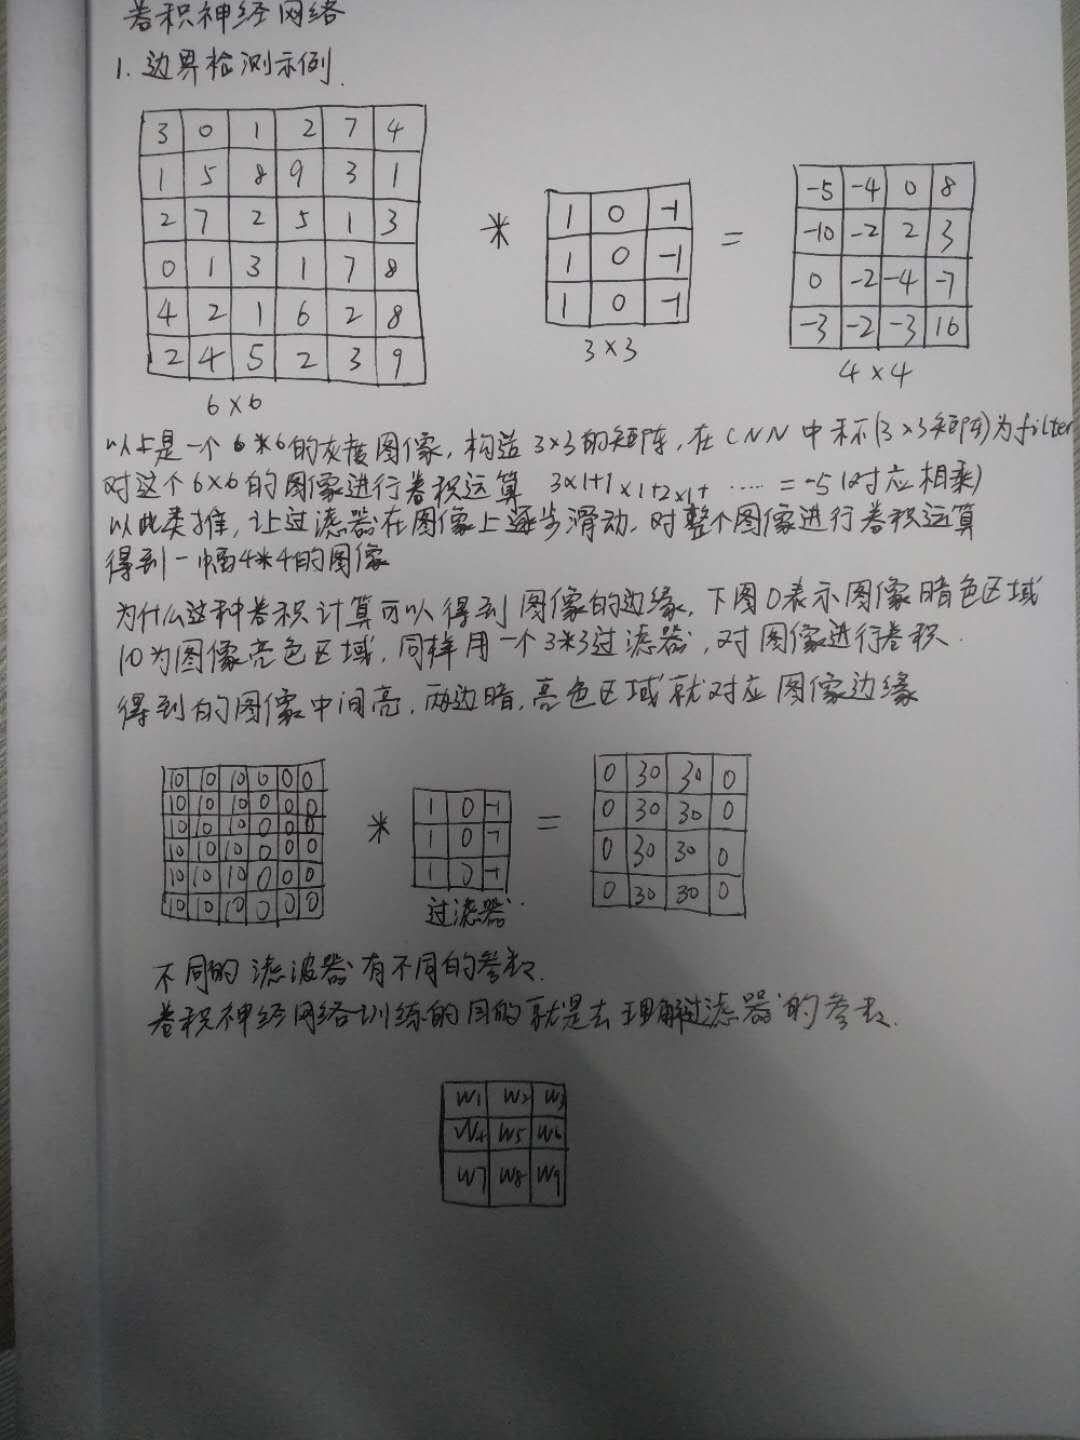 卷积神经网络
1. 边界检测示例.
3 0 1 2 7 4
1 5 8 9 3 1
2 7 2 5 1 3
0 1 3 1 7 8
4 2 1 6 2 8
2 4 5 2 3 9
6×6
*
1 0 -1
1 0 -1
1 0 -1
3×3
=
-5 -4 0 8
-10 -2 2 3
0 -2 -4 -7
-3 -2 -3 16
4×4
以上是一个6*6的灰度图像,构造3×3的矩阵,在CNN中称(3×3矩阵)为filter
对这个6×6的图像进行卷积运算 3×1+1×1+2×1+ ····· = -5(对应相乘)
以此类推,让过滤器在图像上逐步滑动,对整个图像进行卷积运算
得到一幅4*4的图像
为什么这种卷积计算可以得到图像的边缘,下图0表示图像暗色区域
10为图像亮色区域,同样用一个3*3过滤器,对图像进行卷积.
得到的图像中间亮,两边暗,亮色区域就对应图像边缘
10 10 10 0 0 0
10 10 10 0 0 0
10 10 10 0 0 0
10 10 10 0 0 0
10 10 10 0 0 0
10 10 10 0 0 0
*
1 0 -1
1 0 -1
1 0 -1
过滤器
=
0 30 30 0
0 30 30 0
0 30 30 0
0 30 30 0
不同的滤波器有不同的参数.
卷积神经网络训练的目的就是去理解过滤器的参数.
W1 W2 W3
W4 W5 W6
W7 W8 W9